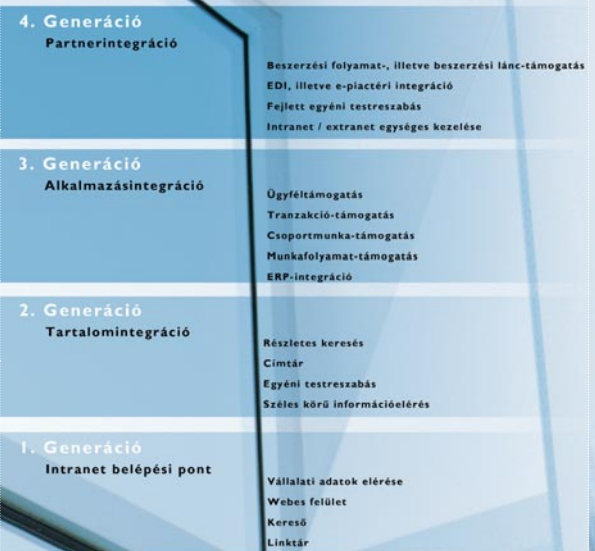 4. Generáció
Partnerintegráció
Beszerzési folyamat-, illetve beszerzési lánc-támogatás
EDI, illetve e-piactéri integráció
Fejlett egyéni testreszabás
Intranet / extranet egységes kezelése
3. Generáció
Alkalmazásintegráció
Ügyféltámogatás
Tranzakció-támogatás
Csoportmunka-támogatás
Munkafolyamat-támogatás
ERP-integráció
2. Generáció
Tartalomintegráció
Részletes keresés
Címtár
Egyéni testreszabás
Széles körű információelérés
1. Generáció
Intranet belépési pont
Vállalati adatok elérése
Webes felület
Kereső
Linktár